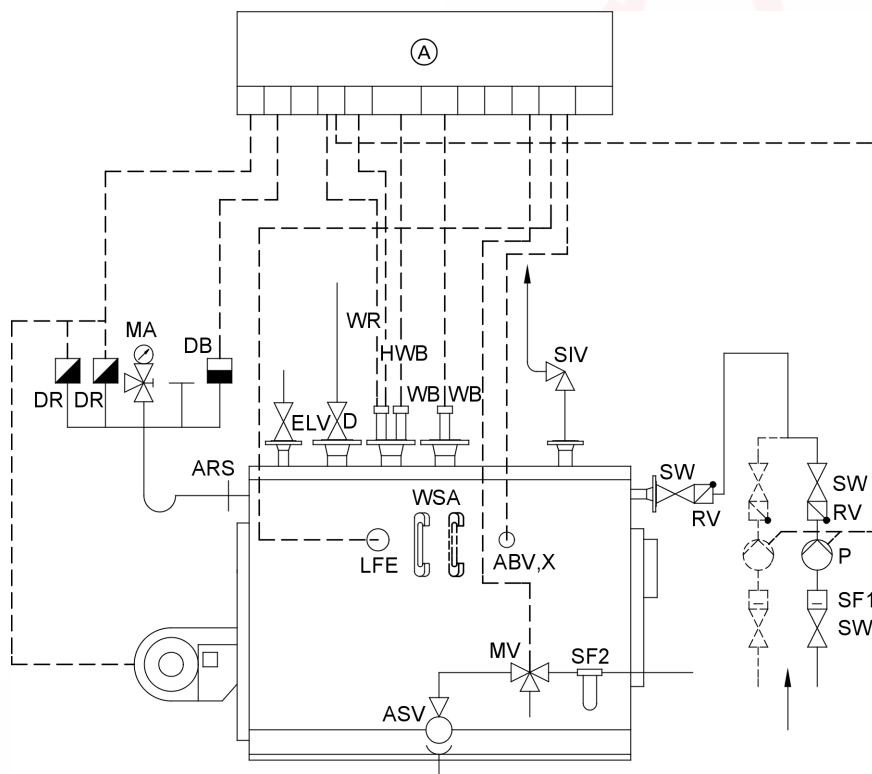 A
MA
DB
WR
HWB
SIV
DR
DR
WB
WB
ELV
D
ARS
WSA
SW
SW
RV
RV
LFE
ABV,X
P
SF1
MV
SF2
SW
ASV